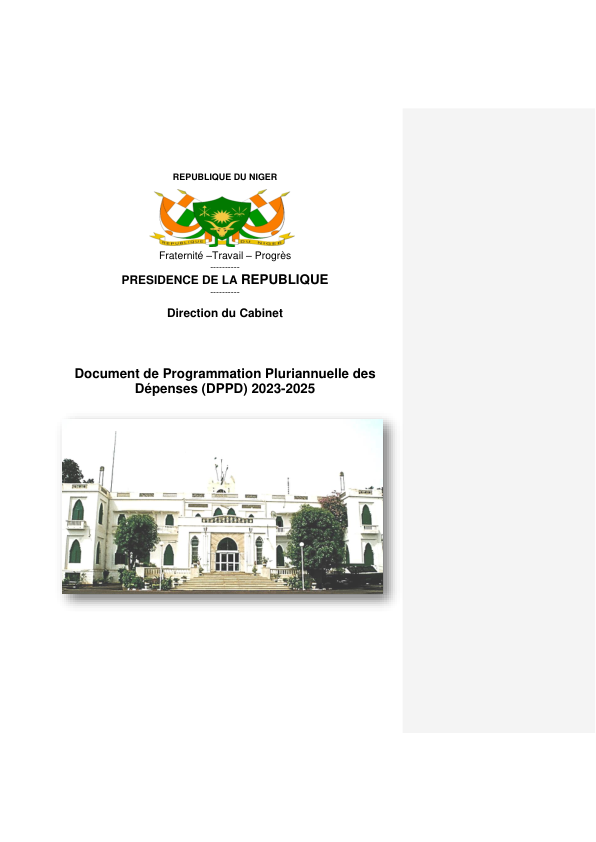 REPUBLIQUE DU NIGER
REPUBLIQUE DU NIGER
Fraternité –Travail – Progrès
----------
PRESIDENCE DE LA REPUBLIQUE
----------
Direction du Cabinet
Document de Programmation Pluriannuelle des
Dépenses (DPPD) 2023-2025